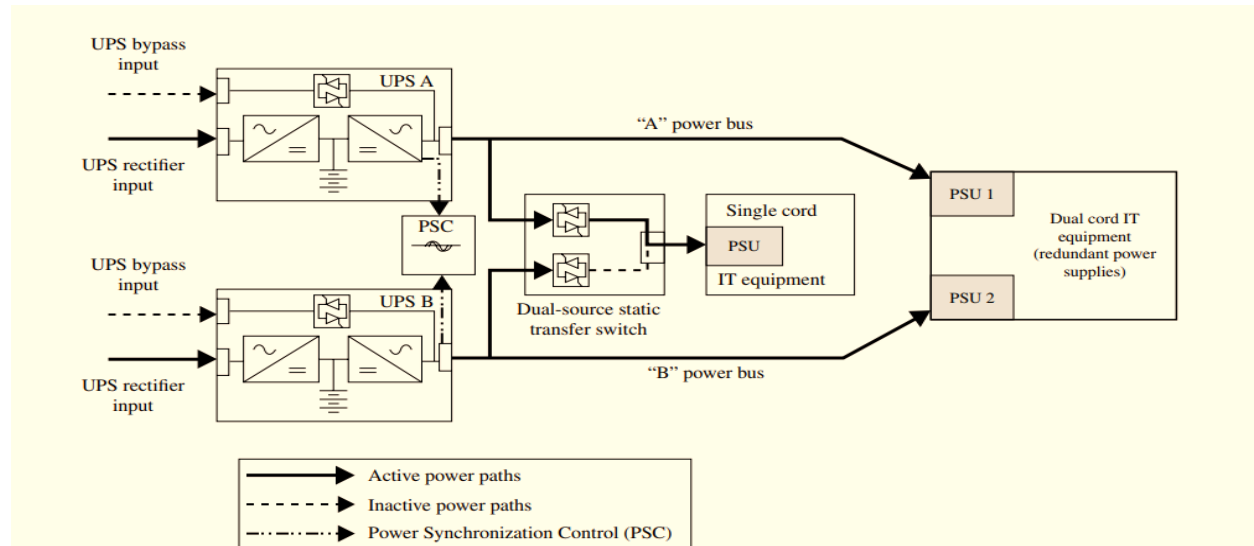 UPS bypass
input
UPS A
UPS rectifier
input
"A" power bus
PSC
Single cord
PSU
IT equipment
Dual-source static
transfer switch
PSU 1
Dual cord IT
equipment
(redundant power
supplies)
PSU 2
UPS bypass
input
UPS B
UPS rectifier
input
"B" power bus
Active power paths
Inactive power paths
Power Synchronization Control (PSC)